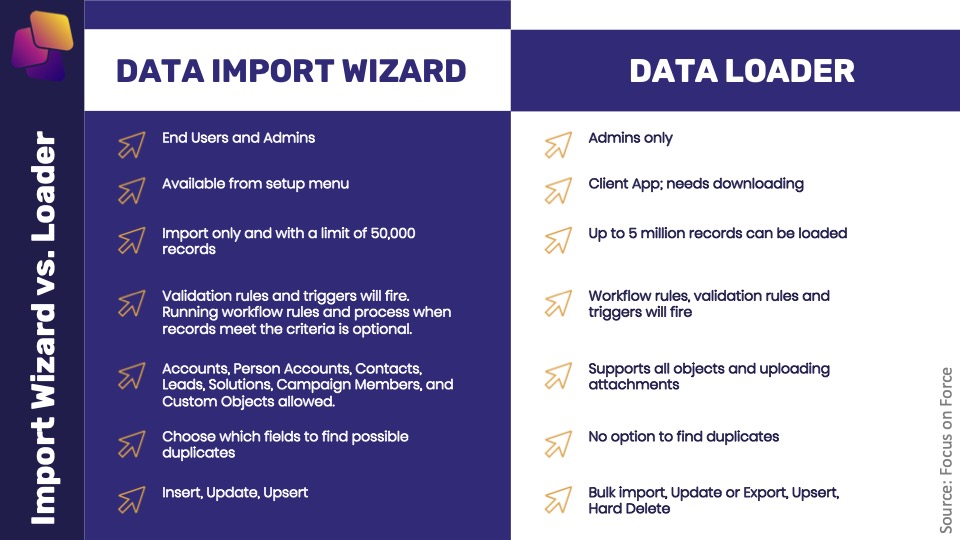 Import Wizard vs. Loader
DATA IMPORT WIZARD
End Users and Admins
Available from setup menu
Import only and with a limit of 50,000
records
Validation rules and triggers will fire.
Running workflow rules and process when
records meet the criteria is optional.
Accounts, Person Accounts, Contacts,
Leads, Solutions, Campaign Members, and
Custom Objects allowed.
Choose which fields to find possible
duplicates
Insert, Update, Upsert
DATA LOADER
Admins only
Client App; needs downloading
Up to 5 million records can be loaded
Workflow rules, validation rules and
triggers will fire
Supports all objects and uploading
attachments
No option to find duplicates
Bulk import, Update or Export, Upsert,
Hard Delete
Source: Focus on Force